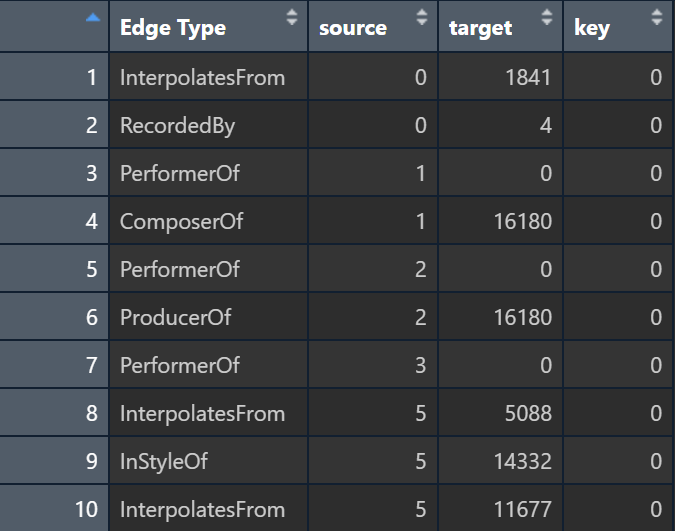 Edge Type source target key
1 InterpolatesFrom 0 1841 0
2 RecordedBy 0 4 0
3 PerformerOf 1 0 0
4 ComposerOf 1 16180 0
5 PerformerOf 2 0 0
6 ProducerOf 2 16180 0
7 PerformerOf 3 0 0
8 InterpolatesFrom 5 5088 0
9 InStyleOf 5 14332 0
10 InterpolatesFrom 5 11677 0